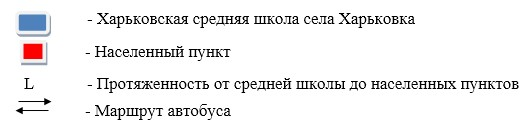 - Харьковская средняя школа села Харьковка
- Населенный пункт
L - Протяженность от средней школы до населенных пунктов
- Маршрут автобуса